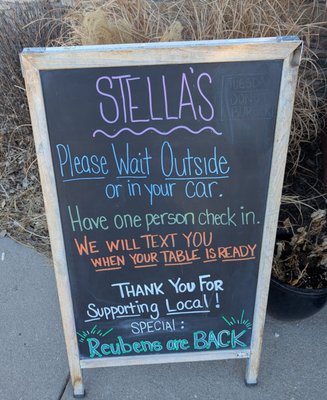 STELLA'S
Please Wait Outside
or in your car.
Have one person check in.
WE WILL TEXT YOU
WHEN YOUR TABLE IS READY
THANK YOU FOR
Supporting Local!
SPECIAL:
Reubens are BACK